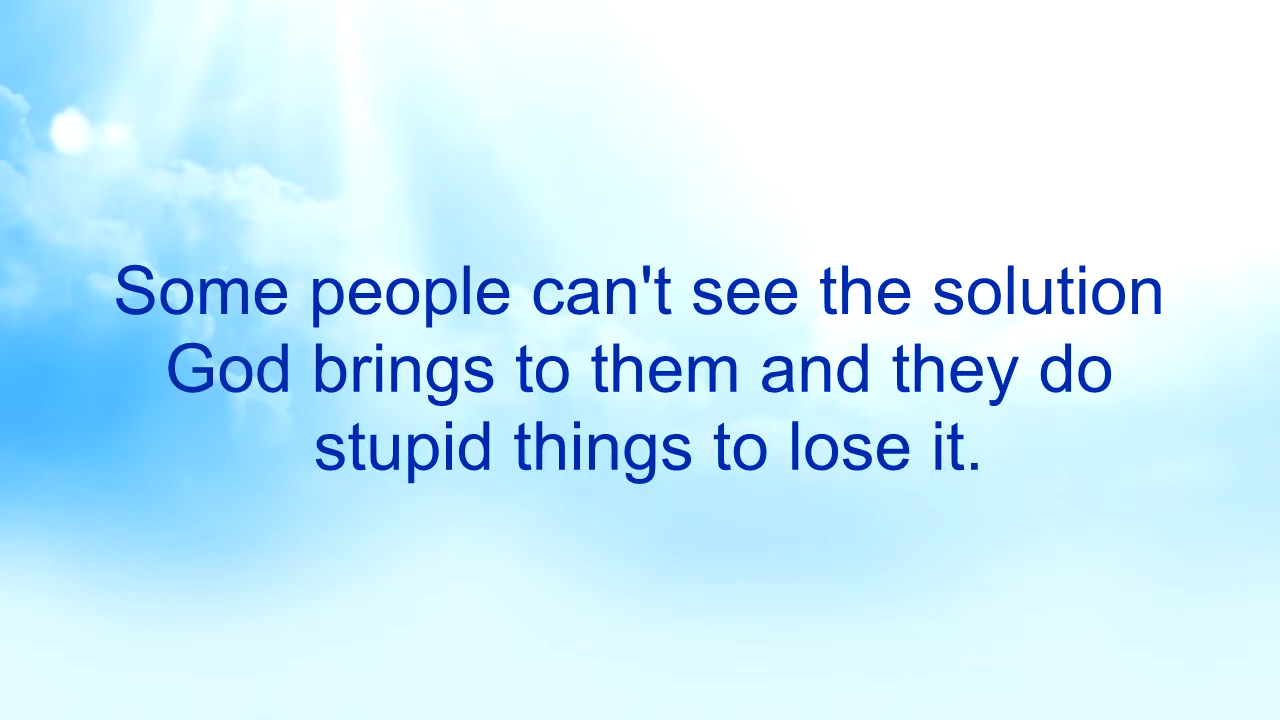 Some people can't see the solution
God brings to them and they do
stupid things to lose it.